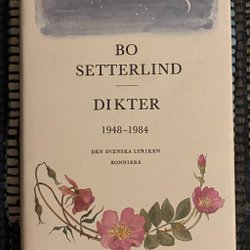 BO
SETTERLIND
DIKTER
1948-1984
DEN SVENSKA LYRIKEN
BONNIERS